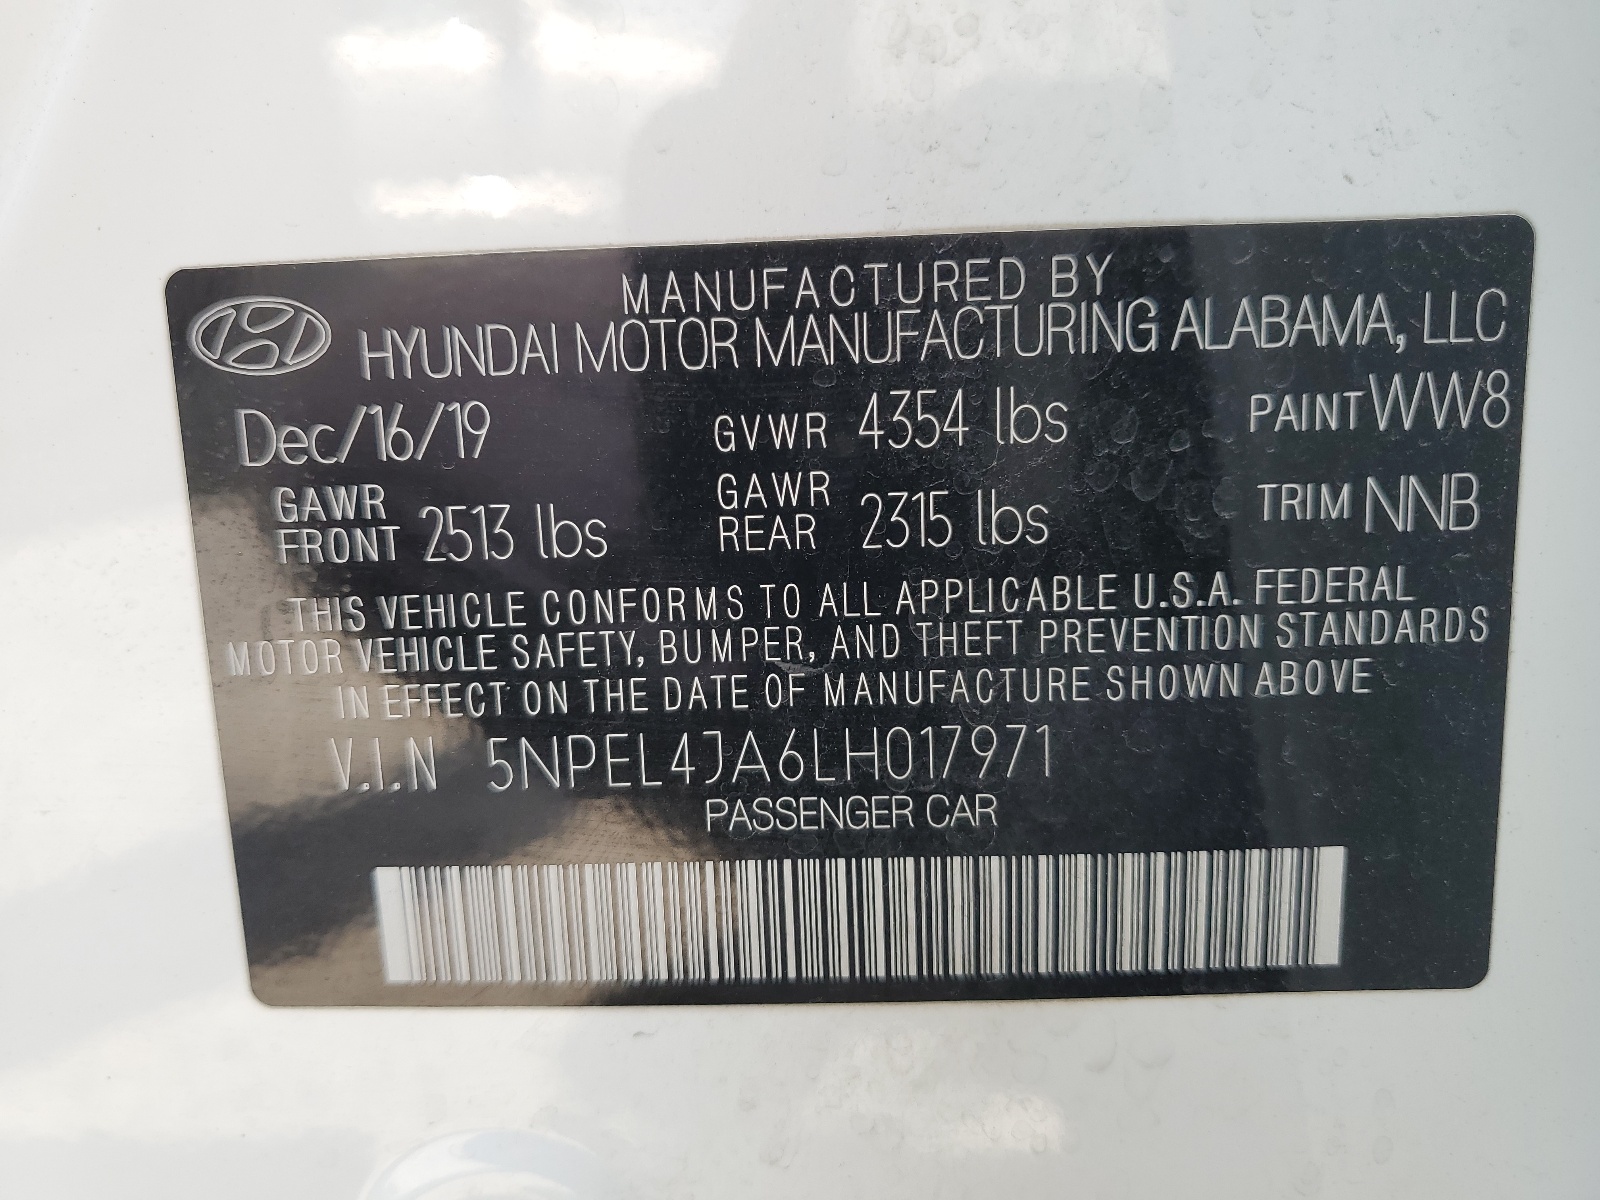 MANUFACTURED BY
HYUNDAI MOTOR MANUFACTURING ALABAMA, LLC
Dec/16/19 GVWR 4354 lbs PAINT WW8
GAWR FRONT 2513 lbs GAWR REAR 2315 lbs TRIM NNB
THIS VEHICLE CONFORMS TO ALL APPLICABLE U.S.A. FEDERAL
MOTOR VEHICLE SAFETY, BUMPER, AND THEFT PREVENTION STANDARDS
IN EFFECT ON THE DATE OF MANUFACTURE SHOWN ABOVE
V.I.N 5NPEL4JA6LH017971
PASSENGER CAR